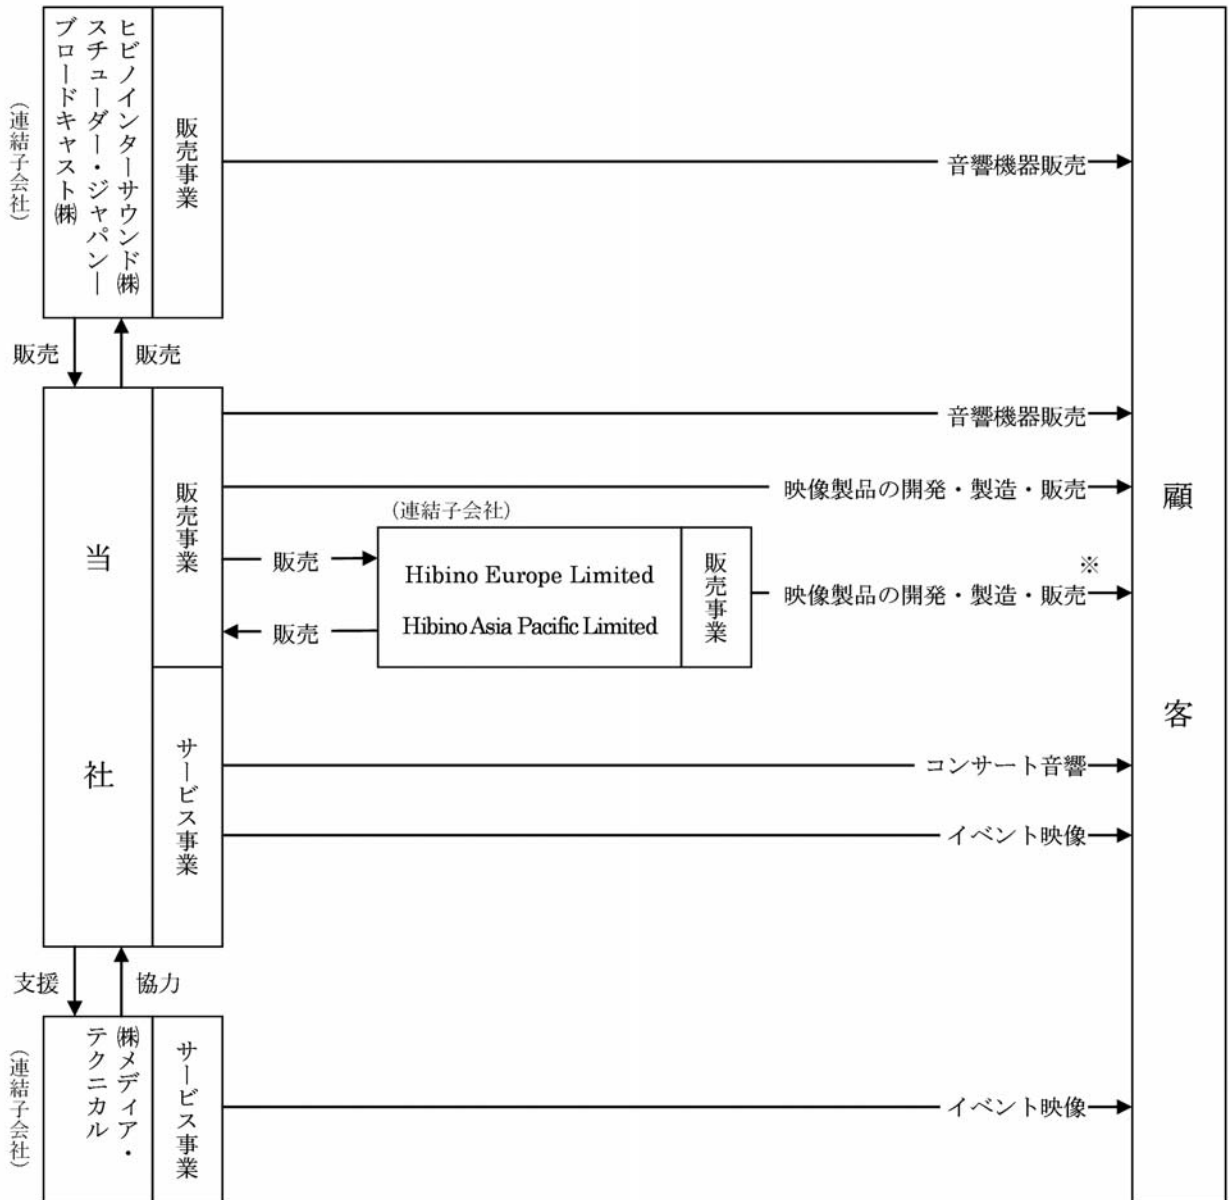 （連結子会社）
ヒビノインターサウンド㈱
スチューダー・ジャパン―
ブロードキャスト㈱
販売事業
音響機器販売
販売
販売
当社
販売事業
音響機器販売
映像製品の開発・製造・販売
（連結子会社）
販売
Hibino Europe Limited
Hibino Asia Pacific Limited
販売事業
※
映像製品の開発・製造・販売
販売
サービス事業
コンサート音響
イベント映像
支援
協力
（連結子会社）
㈱メディア・
テクニカル
サービス事業
イベント映像
顧客